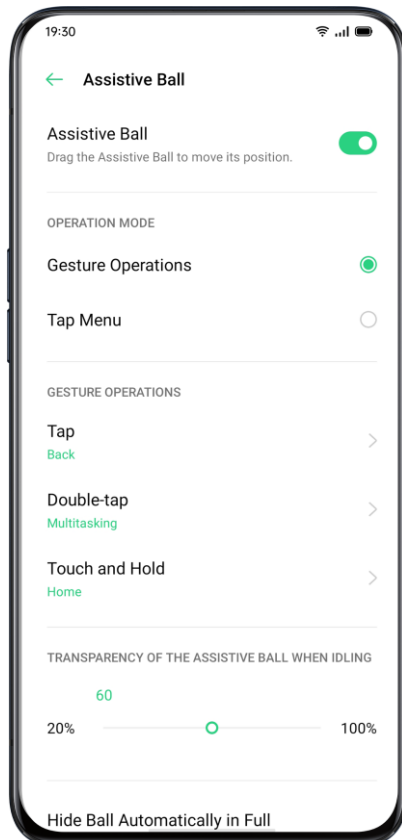 19:30
Assistive Ball
Assistive Ball
Drag the Assistive Ball to move its position.
OPERATION MODE
Gesture Operations
Tap Menu
GESTURE OPERATIONS
Tap
Back
Double-tap
Multitasking
Touch and Hold
Home
TRANSPARENCY OF THE ASSISTIVE BALL WHEN IDLING
60
20% 100%
Hide Ball Automatically in Full